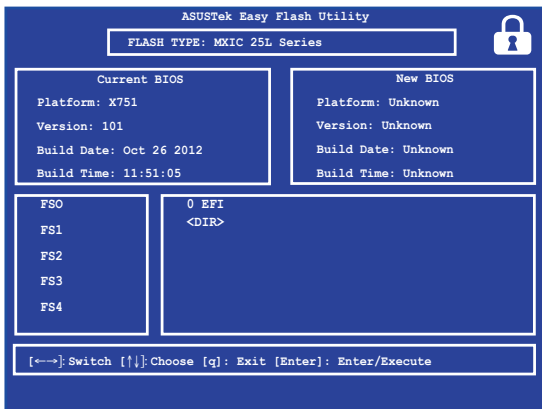 ASUSTek Easy Flash Utility
FLASH TYPE: MXIC 25L Series
Current BIOS
Platform: X751
Version: 101
Build Date: Oct 26 2012
Build Time: 11:51:05
New BIOS
Platform: Unknown
Version: Unknown
Build Date: Unknown
Build Time: Unknown
FSO
FS1
FS2
FS3
FS4
0 EFI
<DIR>
[←→]: Switch [↑↓]: Choose [q]: Exit [Enter]: Enter/Execute